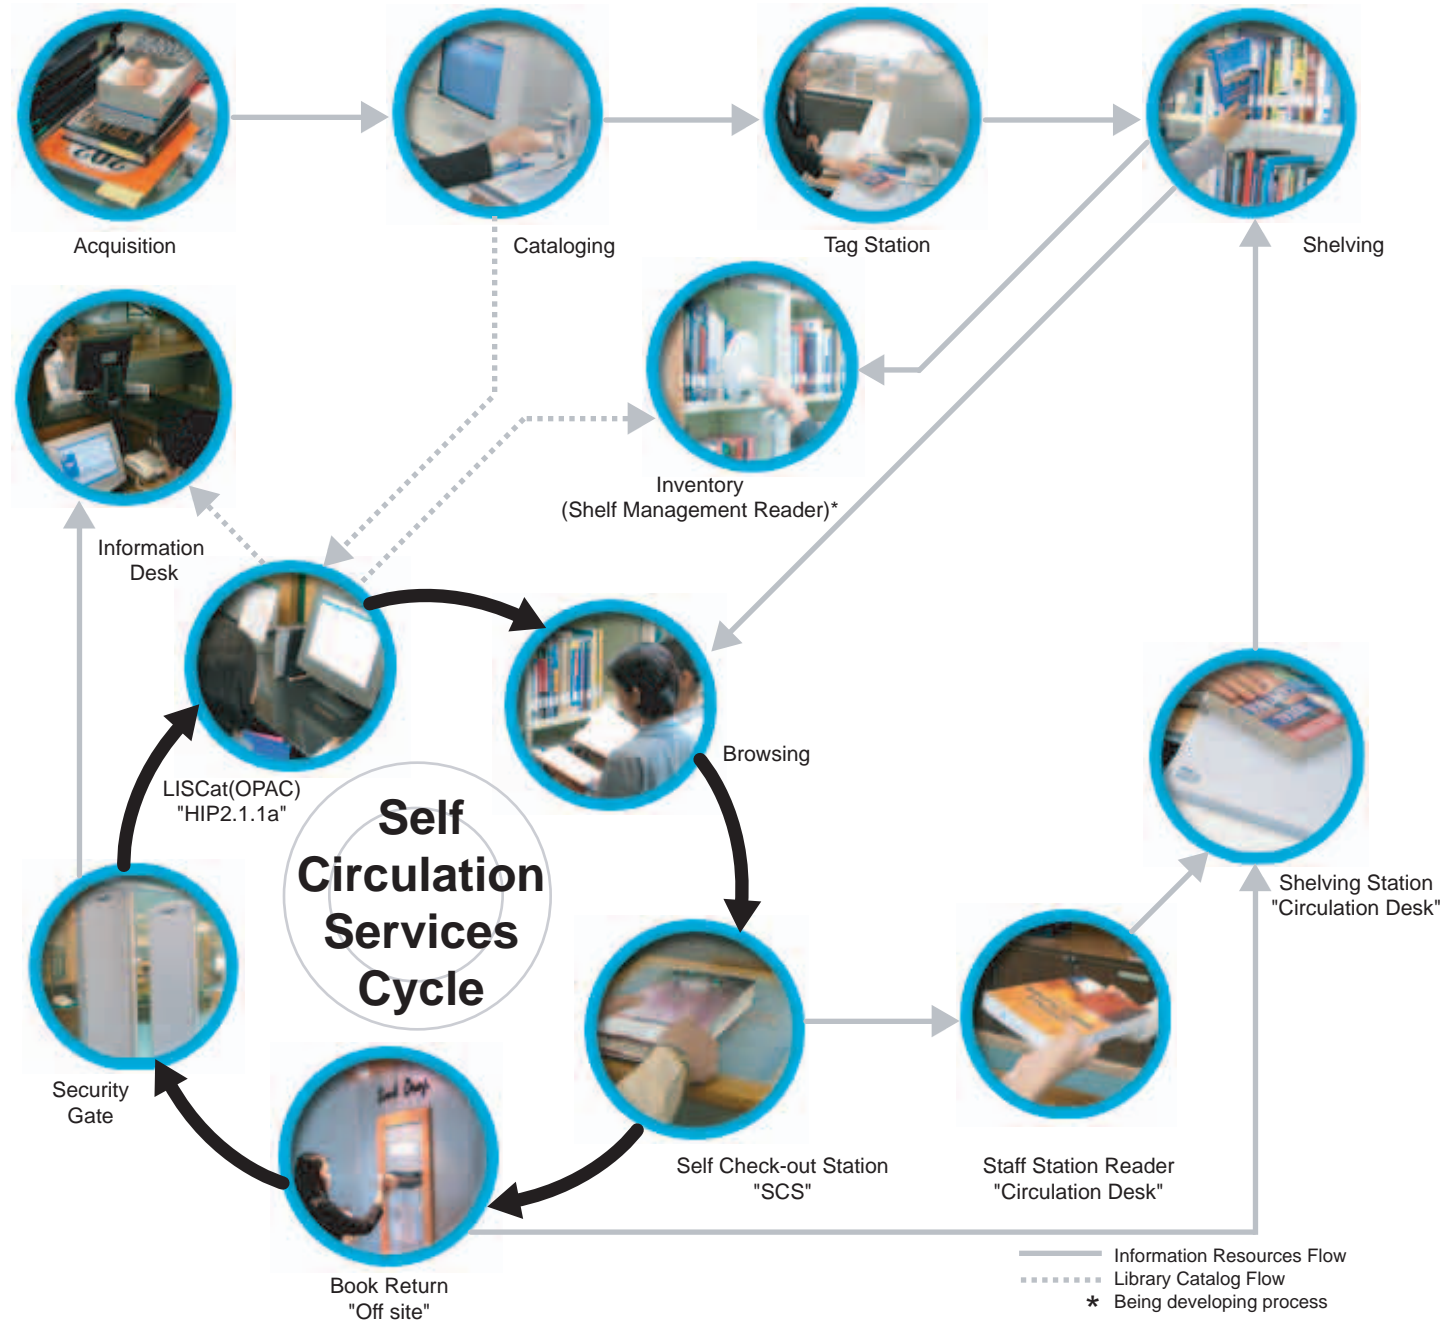 Acquisition
Cataloging
Tag Station
Shelving
Inventory
(Shelf Management Reader)*
Information
Desk
LISCat(OPAC)
"HIP2.1.1a"
Browsing
Self
Circulation
Services
Cycle
Shelving Station
"Circulation Desk"
Security
Gate
Self Check-out Station
"SCS"
Staff Station Reader
"Circulation Desk"
Book Return
"Off site"
Information Resources Flow
Library Catalog Flow
* Being developing process